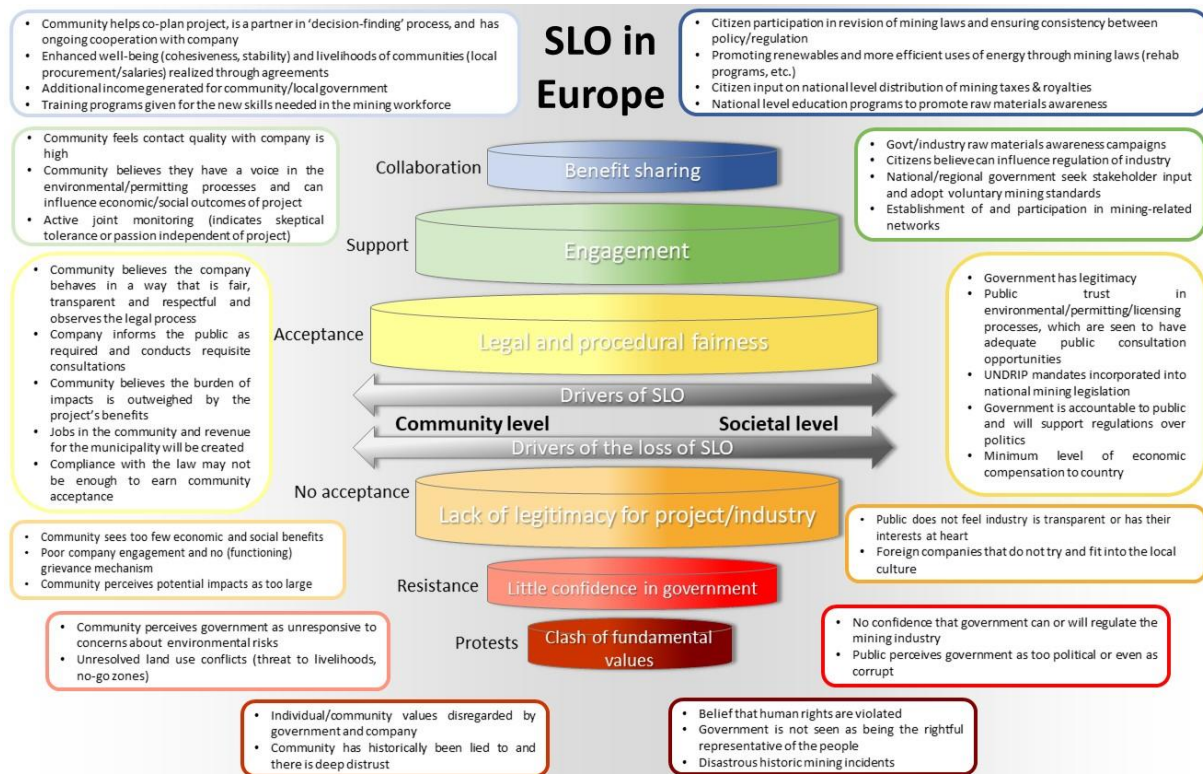 • Community helps co-plan project, is a partner in ‘decision-finding’ process, and has
ongoing cooperation with company
• Enhanced well-being (cohesiveness, stability) and livelihoods of communities (local
procurement/salaries) realized through agreements
• Additional income generated for community/local government
• Training programs given for the new skills needed in the mining workforce
SLO in
Europe
• Citizen participation in revision of mining laws and ensuring consistency between
policy/regulation
• Promoting renewables and more efficient uses of energy through mining laws (rehab
programs, etc.)
• Citizen input on national level distribution of mining taxes & royalties
• National level education programs to promote raw materials awareness
• Community feels contact quality with company is
high
• Community believes they have a voice in the
environmental/permitting processes and can
influence economic/social outcomes of project
• Active joint monitoring (indicates skeptical
tolerance or passion independent of project)
Collaboration
Benefit sharing
Support
Engagement
• Govt/industry raw materials awareness campaigns
• Citizens believe can influence regulation of industry
• National/regional government seek stakeholder input
and adopt voluntary mining standards
• Establishment of and participation in mining-related
networks
• Community believes the company
behaves in a way that is fair,
transparent and respectful and
observes the legal process
• Company informs the public as
required and conducts requisite
consultations
• Community believes the burden of
impacts is outweighed by the
project’s benefits
• Jobs in the community and revenue
for the municipality will be created
• Compliance with the law may not
be enough to earn community
acceptance
Acceptance
Legal and procedural fairness
• Government has legitimacy
• Public trust in
environmental/permitting/licensing
processes, which are seen to have
adequate public consultation
opportunities
• UNDRIP mandates incorporated into
national mining legislation
• Government is accountable to public
and will support regulations over
politics
• Minimum level of economic
compensation to country
Drivers of SLO
Community level
Societal level
Drivers of the loss of SLO
No acceptance
Lack of legitimacy for project/industry
• Community sees too few economic and social benefits
• Poor company engagement and no (functioning)
grievance mechanism
• Community perceives potential impacts as too large
• Public does not feel industry is transparent or has their
interests at heart
• Foreign companies that do not try and fit into the local
culture
Resistance
Little confidence in government
• Community perceives government as unresponsive to
concerns about environmental risks
• Unresolved land use conflicts (threat to livelihoods,
no-go zones)
Protests
Clash of fundamental
values
• No confidence that government can or will regulate the
mining industry
• Public perceives government as too political or even as
corrupt
• Individual/community values disregarded by
government and company
• Community has historically been lied to and
there is deep distrust
• Belief that human rights are violated
• Government is not seen as being the rightful
representative of the people
• Disastrous historic mining incidents